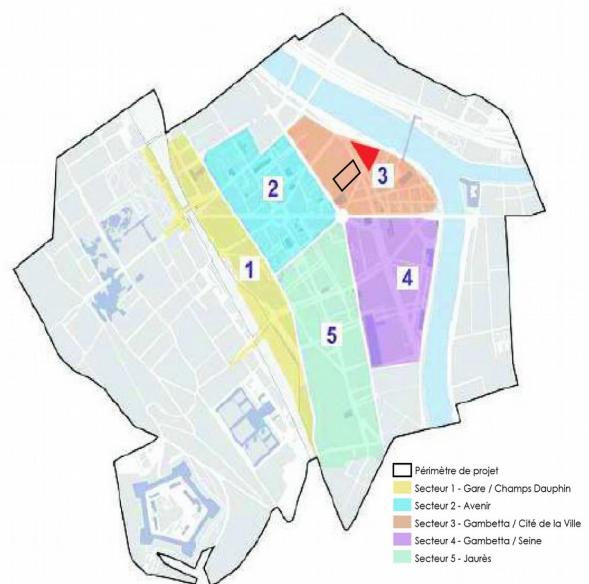 2
3
1
4
5
Périmètre de projet
Secteur 1 - Gare / Champs Dauphin
Secteur 2 - Avenir
Secteur 3 - Gambetta / Cité de la Ville
Secteur 4 - Gambetta / Seine
Secteur 5 - Jaurès